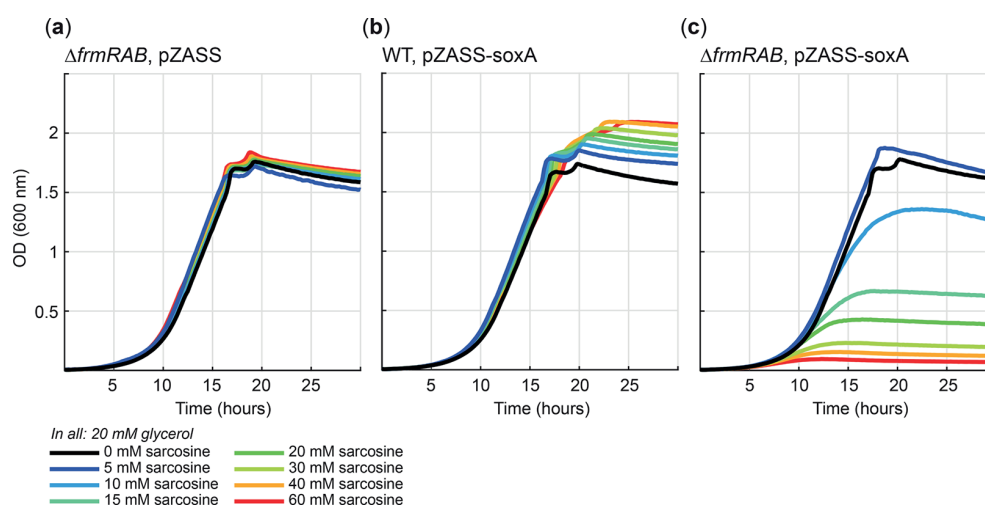 (a)
ΔfrmRAB, pZASS
(b)
WT, pZASS-soxA
(c)
ΔfrmRAB, pZASS-soxA
OD (600 nm)
2
1.5
1
0.5
5 10 15 20 25
Time (hours)
5 10 15 20 25
Time (hours)
5 10 15 20 25
Time (hours)
In all: 20 mM glycerol
0 mM sarcosine
5 mM sarcosine
10 mM sarcosine
15 mM sarcosine
20 mM sarcosine
30 mM sarcosine
40 mM sarcosine
60 mM sarcosine